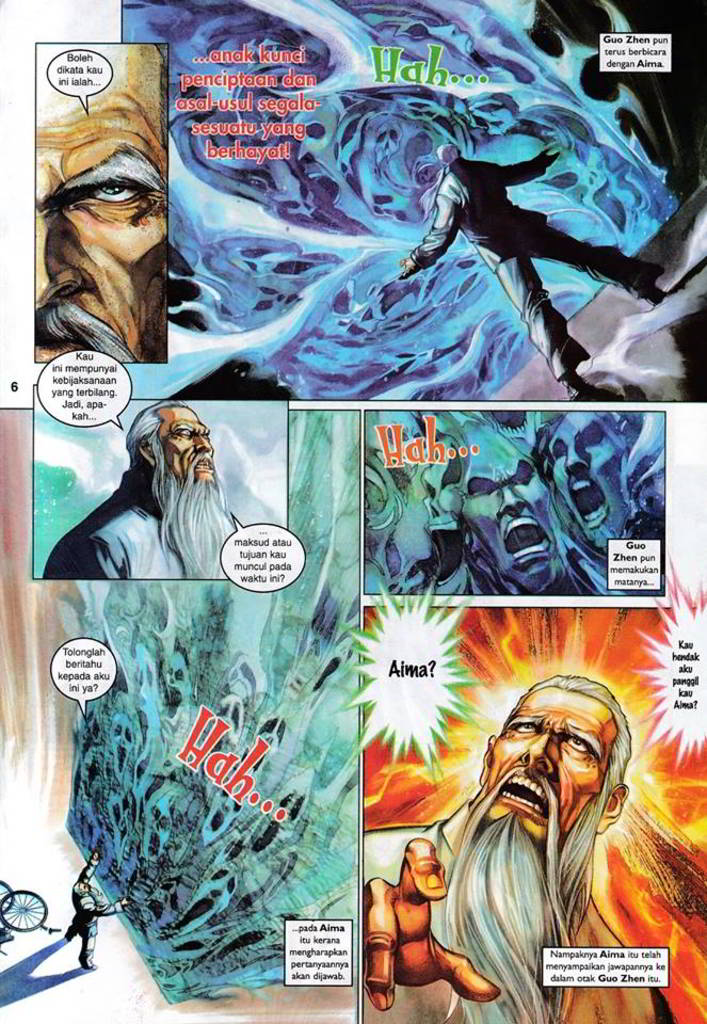 Boleh
dikata kau
ini ialah...
...anak kunci
penciptaan dan
asal-usul segala-
sesuatu yang
berhayat!
Hah...
Guo Zhen pun
terus berbicara
dengan Aima.
6
Kau
ini mempunyai
kebijaksanaan
yang terbilang.
Jadi, apa-
kah...
...
maksud atau
tujuan kau
muncul pada
waktu ini?
Hah...
Guo
Zhen pun
memakukan
matanya...
Tolonglah
beritahu
kepada aku
ini ya?
Hah...
...pada Aima
itu kerana
mengharapkan
pertanyaannya
akan dijawab.
Aima?
Kau
hendak
aku
panggil
kau
Aima?
Nampaknya Aima itu telah
menyampaikan jawapannya ke
dalam otak Guo Zhen itu.